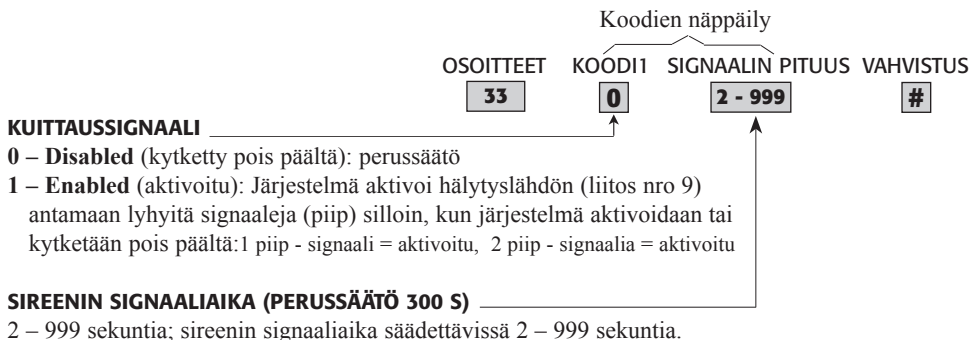 Koodien näppäily
OSOITTEET KOODI1 SIGNAALIN PITUUS VAHVISTUS
33 0 2 - 999 #
KUITTAUSSIGNAALI
0 – Disabled (kytketty pois päältä): perussäätö
1 – Enabled (aktivoitu): Järjestelmä aktivoi hälytyslähdön (liitos nro 9)
antamaan lyhyitä signaaleja (piip) silloin, kun järjestelmä aktivoidaan tai
kytketään pois päältä:1 piip - signaali = aktivoitu, 2 piip - signaalia = aktivoitu
SIREENIN SIGNAALIAIKA (PERUSSÄÄTÖ 300 S)
2 – 999 sekuntia; sireenin signaaliaika säädettävissä 2 – 999 sekuntia.